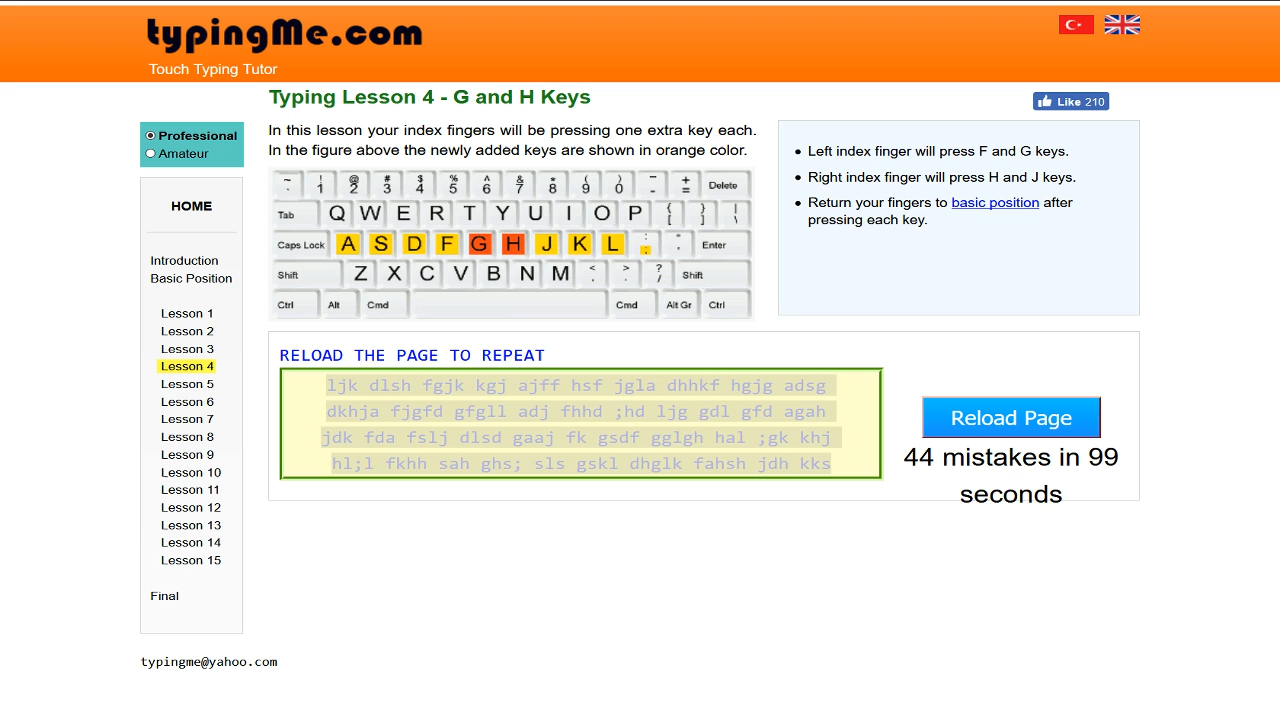 typingMe.com
Touch Typing Tutor
Typing Lesson 4 - G and H Keys
Like 210
Professional
Amateur
In this lesson your index fingers will be pressing one extra key each.
In the figure above the newly added keys are shown in orange color.
Left index finger will press F and G keys.
Right index finger will press H and J keys.
Return your fingers to basic position after
pressing each key.
~ ! @ # $ % ^ & * ( ) _ +
` 1 2 3 4 5 6 7 8 9 0 - = Delete
Tab Q W E R T Y U I O P { [ } ] | \
Caps Lock A S D F G H J K L : ; " ' Enter
Shift Z X C V B N M < , > . ? / Shift
Ctrl Alt Cmd Cmd Alt Gr Ctrl
HOME
Introduction
Basic Position
Lesson 1
Lesson 2
Lesson 3
Lesson 4
Lesson 5
Lesson 6
Lesson 7
Lesson 8
Lesson 9
Lesson 10
Lesson 11
Lesson 12
Lesson 13
Lesson 14
Lesson 15
Final
RELOAD THE PAGE TO REPEAT
ljk dlsh fgjk kgj ajff hsf jgla dhhkf hgjg adsg
dkhja fjgfd gfgll adj fhhd ;hd ljg gdl gfd agah
jdk fda fslj dlsd gaaj fk gsdf gglgh hal ;gk khj
hl;l fkhh sah ghs; sls gskl dhglk fahsh jdh kks
Reload Page
44 mistakes in 99
seconds
typingme@yahoo.com